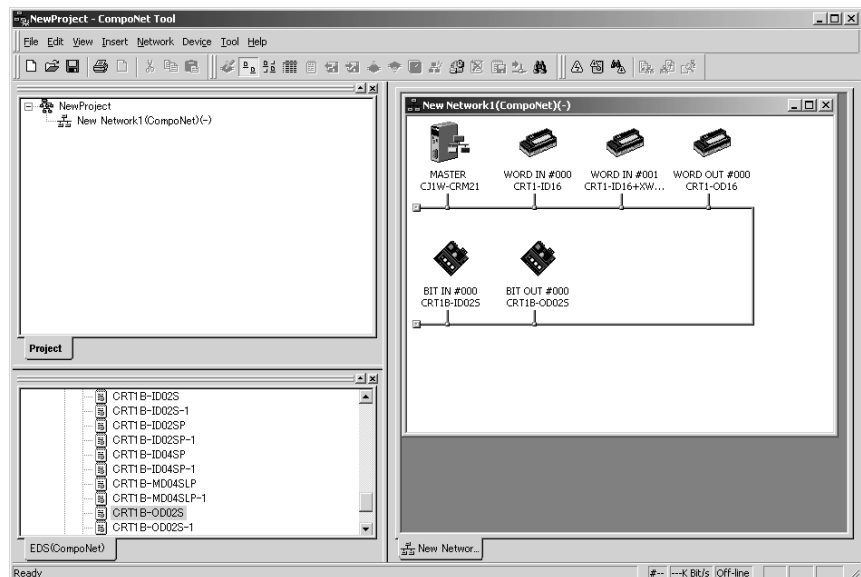 NewProject - CompoNet Tool
File Edit View Insert Network Device Tool Help
NewProject
New Network1 (CompoNet)(-)
Project
CRT1B-ID02S
CRT1B-ID02S-1
CRT1B-ID02SP
CRT1B-ID02SP-1
CRT1B-ID04SP
CRT1B-ID04SP-1
CRT1B-MD04SLP
CRT1B-MD04SLP-1
CRT1B-OD02S
CRT1B-OD02S-1
EDS(CompoNet)
New Network1(CompoNet)(-)
MASTER
CJ1W-CRM21
WORD IN #000
CRT1-ID16
WORD IN #001
CRT1-ID16+XW...
WORD OUT #000
CRT1-OD16
BIT IN #000
CRT1B-ID02S
BIT OUT #000
CRT1B-OD02S
New Networ...
Ready
#-- ---K Bit/s Off-line